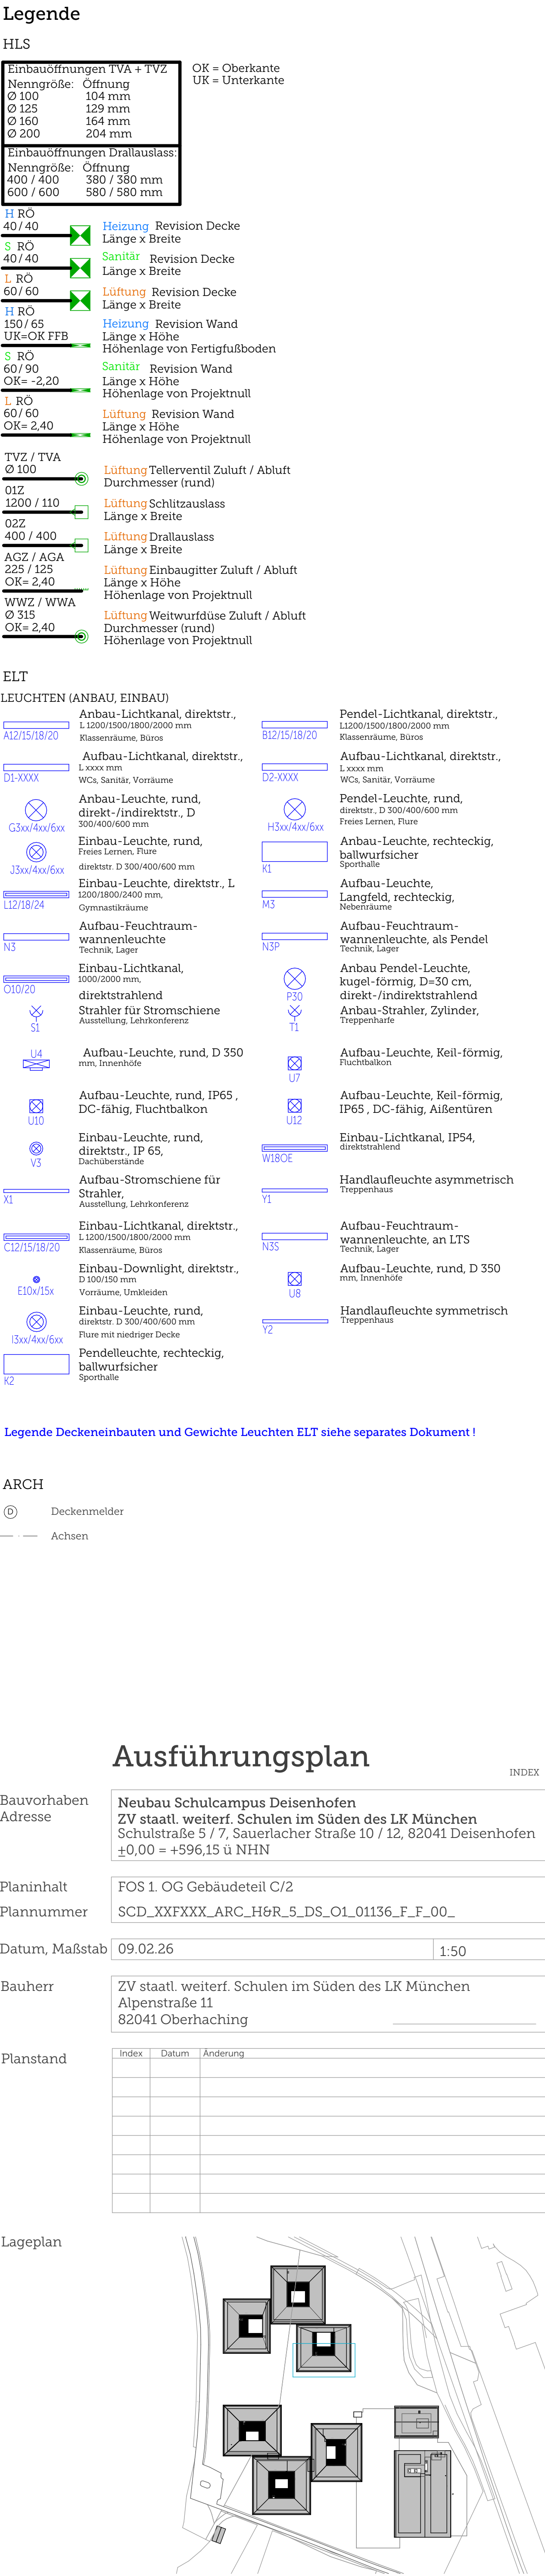 Legende
HLS
Einbauöffnungen TVA + TVZ
Nenngröße: Öffnung
Ø 100 104 mm
Ø 125 129 mm
Ø 160 164 mm
Ø 200 204 mm
Einbauöffnungen Drallauslass:
Nenngröße: Öffnung
400 / 400 380 / 380 mm
600 / 600 580 / 580 mm
OK = Oberkante
UK = Unterkante
H RÖ
40 / 40
Heizung Revision Decke
Länge x Breite
S RÖ
40 / 40
Sanitär Revision Decke
Länge x Breite
L RÖ
60 / 60
Lüftung Revision Decke
Länge x Breite
H RÖ
150 / 65
UK=OK FFB
Heizung Revision Wand
Länge x Höhe
Höhenlage von Fertigfußboden
S RÖ
60 / 90
OK= -2,20
Sanitär Revision Wand
Länge x Höhe
Höhenlage von Projektnull
L RÖ
60 / 60
OK= 2,40
Lüftung Revision Wand
Länge x Höhe
Höhenlage von Projektnull
TVZ / TVA
Ø 100
Lüftung Tellerventil Zuluft / Abluft
Durchmesser (rund)
01Z
1200 / 110
Lüftung Schlitzauslass
Länge x Breite
02Z
400 / 400
Lüftung Drallauslass
Länge x Breite
AGZ / AGA
225 / 125
OK= 2,40
Lüftung Einbaugitter Zuluft / Abluft
Länge x Höhe
Höhenlage von Projektnull
WWZ / WWA
Ø 315
OK= 2,40
Lüftung Weitwurfdüse Zuluft / Abluft
Durchmesser (rund)
Höhenlage von Projektnull
ELT
LEUCHTEN (ANBAU, EINBAU)
A12/15/18/20
Anbau-Lichtkanal, direktstr.,
L 1200/1500/1800/2000 mm
Klassenräume, Büros
B12/15/18/20
Pendel-Lichtkanal, direktstr.,
L1200/1500/1800/2000 mm
Klassenräume, Büros
D1-XXXX
Aufbau-Lichtkanal, direktstr.,
L xxxx mm
WCs, Sanitär, Vorräume
D2-XXXX
Aufbau-Lichtkanal, direktstr.,
L xxxx mm
WCs, Sanitär, Vorräume
G3xx/4xx/6xx
Anbau-Leuchte, rund,
direkt-/indirektstr., D
300/400/600 mm
H3xx/4xx/6xx
Pendel-Leuchte, rund,
direktstr., D 300/400/600 mm
Freies Lernen, Flure
J3xx/4xx/6xx
Einbau-Leuchte, rund,
Freies Lernen, Flure
direktstr. D 300/400/600 mm
K1
Anbau-Leuchte, rechteckig,
ballwurfsicher
Sporthalle
L12/18/24
Einbau-Leuchte, direktstr., L
1200/1800/2400 mm,
Gymnastikräume
M3
Aufbau-Leuchte,
Langfeld, rechteckig,
Nebenräume
N3
Aufbau-Feuchtraum-
wannenleuchte
Technik, Lager
N3P
Aufbau-Feuchtraum-
wannenleuchte, als Pendel
Technik, Lager
O10/20
Einbau-Lichtkanal,
1000/2000 mm,
direktstrahlend
P30
Anbau Pendel-Leuchte,
kugel-förmig, D=30 cm,
direkt-/indirektstrahlend
S1
Strahler für Stromschiene
Ausstellung, Lehrkonferenz
T1
Anbau-Strahler, Zylinder,
Treppenharfe
U4
Aufbau-Leuchte, rund, D 350
mm, Innenhöfe
U7
Aufbau-Leuchte, Keil-förmig,
Fluchtbalkon
U10
Aufbau-Leuchte, rund, IP65 ,
DC-fähig, Fluchtbalkon
U12
Aufbau-Leuchte, Keil-förmig,
IP65 , DC-fähig, Aißentüren
V3
Einbau-Leuchte, rund,
direktstr., IP 65,
Dachüberstände
W18OE
Einbau-Lichtkanal, IP54,
direktstrahlend
X1
Aufbau-Stromschiene für
Strahler,
Ausstellung, Lehrkonferenz
Y1
Handlaufleuchte asymmetrisch
Treppenhaus
C12/15/18/20
Einbau-Lichtkanal, direktstr.,
L 1200/1500/1800/2000 mm
Klassenräume, Büros
N3S
Aufbau-Feuchtraum-
wannenleuchte, an LTS
Technik, Lager
E10x/15x
Einbau-Downlight, direktstr.,
D 100/150 mm
Vorräume, Umkleiden
U8
Aufbau-Leuchte, rund, D 350
mm, Innenhöfe
I3xx/4xx/6xx
Einbau-Leuchte, rund,
direktstr. D 300/400/600 mm
Flure mit niedriger Decke
Y2
Handlaufleuchte symmetrisch
Treppenhaus
K2
Pendelleuchte, rechteckig,
ballwurfsicher
Sporthalle
Legende Deckeneinbauten und Gewichte Leuchten ELT siehe separates Dokument !
ARCH
D Deckenmelder
Achsen
Ausführungsplan
INDEX
Bauvorhaben
Adresse
Neubau Schulcampus Deisenhofen
ZV staatl. weiterf. Schulen im Süden des LK München
Schulstraße 5 / 7, Sauerlacher Straße 10 / 12, 82041 Deisenhofen
±0,00 = +596,15 ü NHN
Planinhalt FOS 1. OG Gebäudeteil C/2
Plannummer SCD_XXFXXX_ARC_H&R_5_DS_O1_01136_F_F_00_
Datum, Maßstab 09.02.26 1:50
Bauherr ZV staatl. weiterf. Schulen im Süden des LK München
Alpenstraße 11
82041 Oberhaching
Planstand
Index Datum Änderung
Lageplan